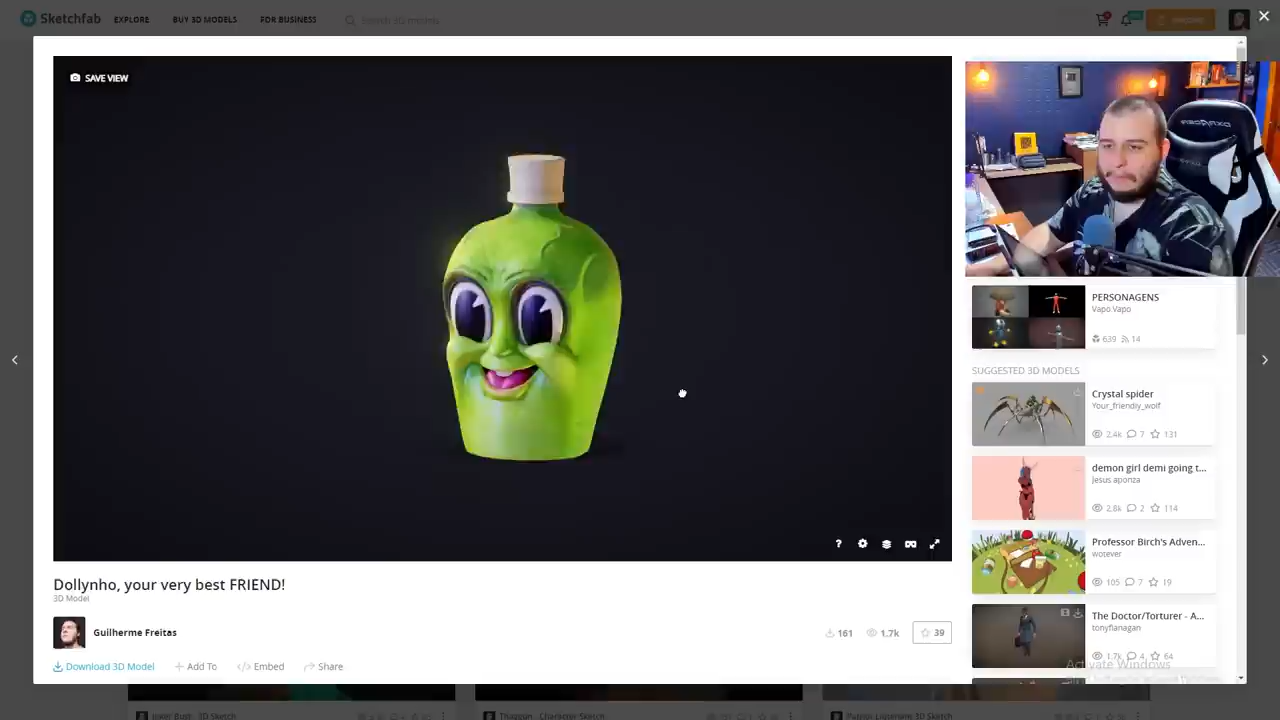 Sketchfab EXPLORE BUY 3D MODELS FOR BUSINESS Search 3D models
SAVE VIEW
PERSONAGENS
Vapo.Vapo
639 14
SUGGESTED 3D MODELS
Crystal spider
Your_friendly_wolf
2.4k 7 131
demon girl demi going t...
Jesus aponza
2.8k 2 114
Professor Birch's Adven...
wotever
105 7 19
The Doctor/Torturer - A...
tonyflanagan
1.7k 4 64
Dollynho, your very best FRIEND!
3D Model
Guilherme Freitas
161 1.7k 39
Download 3D Model Add To Embed Share
Activate Windows